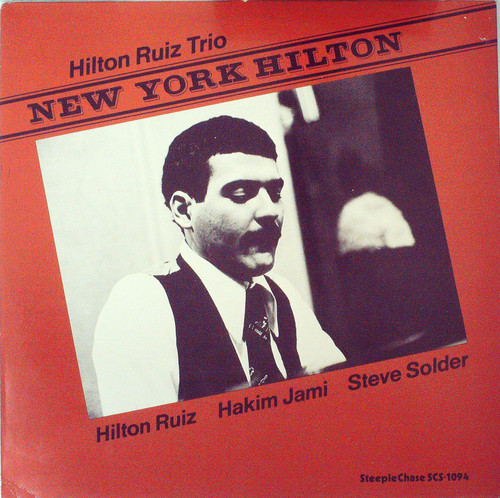 Hilton Ruiz Trio
NEW YORK HILTON
Hilton Ruiz Hakim Jami Steve Solder
SteepleChase SCS-1094